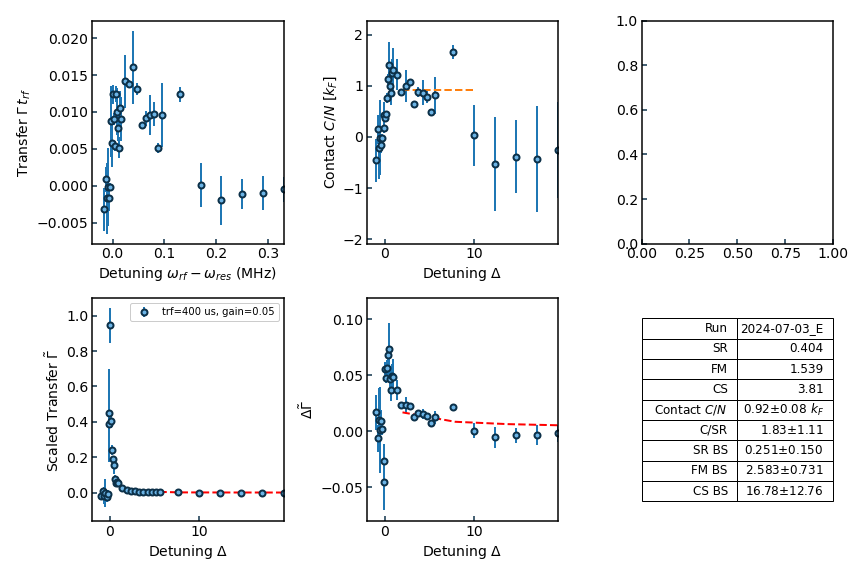 0.020
0.015
0.010
0.005
0.000
−0.005
Transfer Γ t_rf
0.0
0.1
0.2
0.3
Detuning ω_rf − ω_res (MHz)
2
1
0
−1
−2
Contact C/N [k_F]
0
10
Detuning Δ
1.0
0.8
0.6
0.4
0.2
0.0
0.00
0.25
0.50
0.75
1.00
1.0
0.8
0.6
0.4
0.2
0.0
Scaled Transfer Γ̃
trf=400 us, gain=0.05
0
10
Detuning Δ
0.10
0.05
0.00
−0.05
ΔΓ̃
0
10
Detuning Δ
Run 2024-07-03_E
SR 0.404
FM 1.539
CS 3.81
Contact C/N 0.92±0.08 k_F
C/SR 1.83±1.11
SR BS 0.251±0.150
FM BS 2.583±0.731
CS BS 16.78±12.76